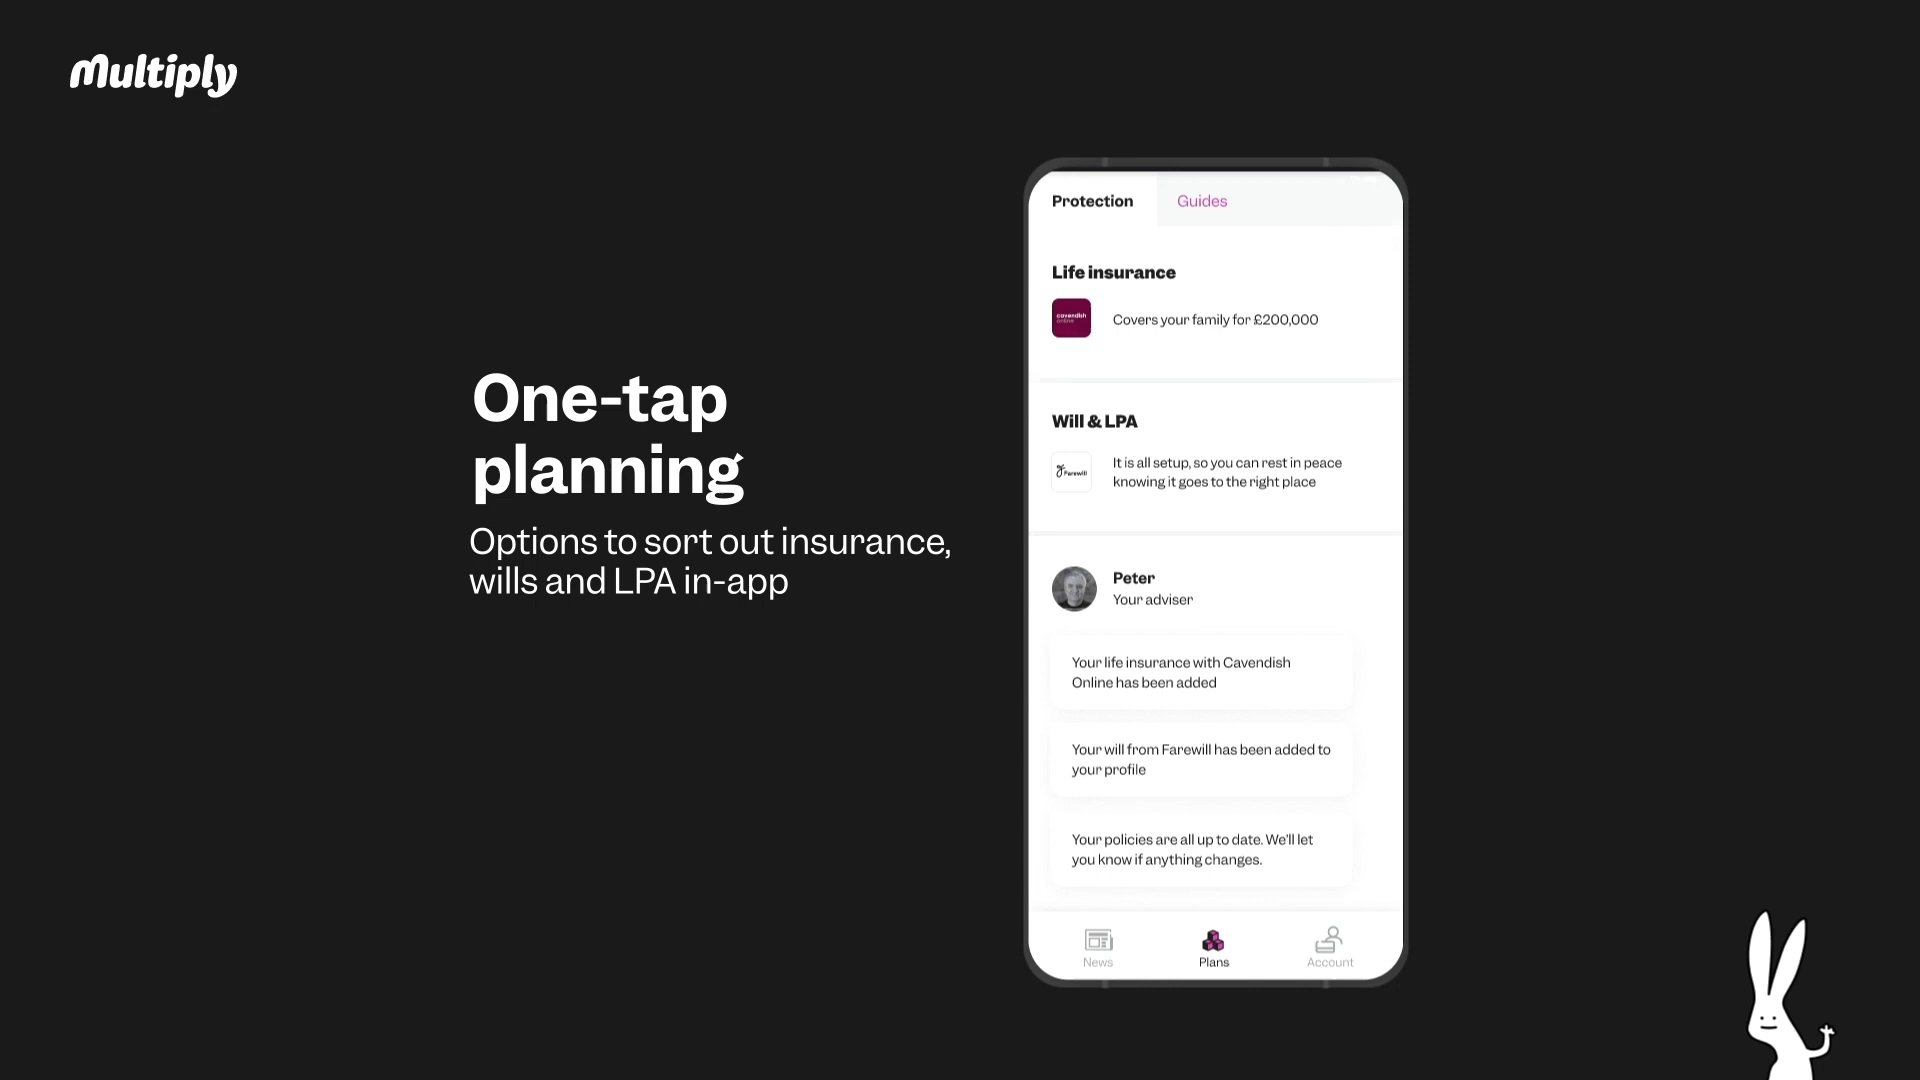 Multiply
One-tap
planning
Options to sort out insurance,
wills and LPA in-app
Protection
Guides
Life insurance
cavendish
online
Covers your family for £200,000
Will & LPA
Farewill
It is all setup, so you can rest in peace
knowing it goes to the right place
Peter
Your adviser
Your life insurance with Cavendish
Online has been added
Your will from Farewill has been added to
your profile
Your policies are all up to date. We'll let
you know if anything changes.
News
Plans
Account